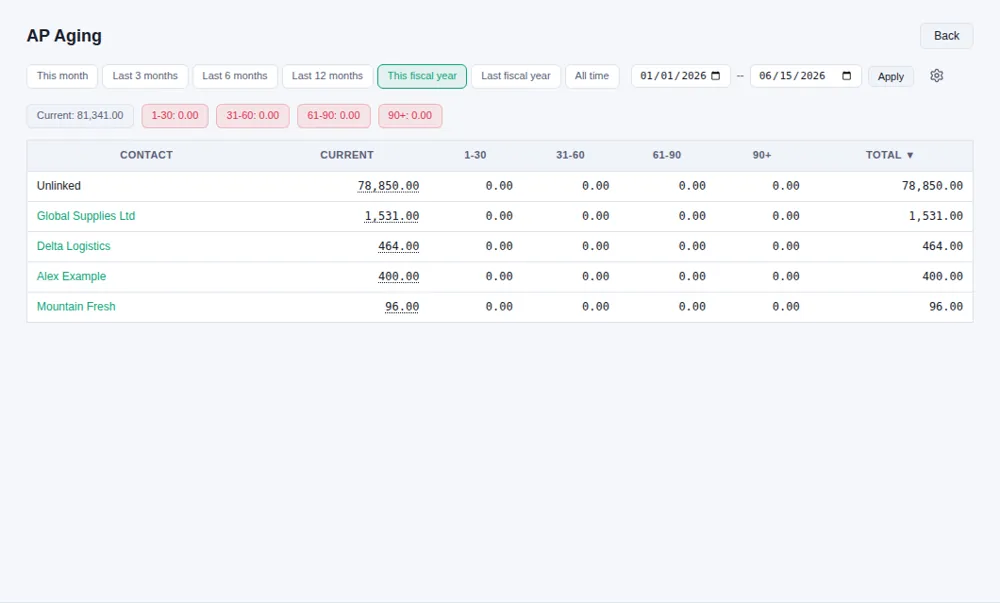 AP Aging Back
This month Last 3 months Last 6 months Last 12 months This fiscal year Last fiscal year All time 01/01/2026 -- 06/15/2026 Apply
Current: 81,341.00 1-30: 0.00 31-60: 0.00 61-90: 0.00 90+: 0.00
CONTACT CURRENT 1-30 31-60 61-90 90+ TOTAL ▼
Unlinked 78,850.00 0.00 0.00 0.00 0.00 78,850.00
Global Supplies Ltd 1,531.00 0.00 0.00 0.00 0.00 1,531.00
Delta Logistics 464.00 0.00 0.00 0.00 0.00 464.00
Alex Example 400.00 0.00 0.00 0.00 0.00 400.00
Mountain Fresh 96.00 0.00 0.00 0.00 0.00 96.00